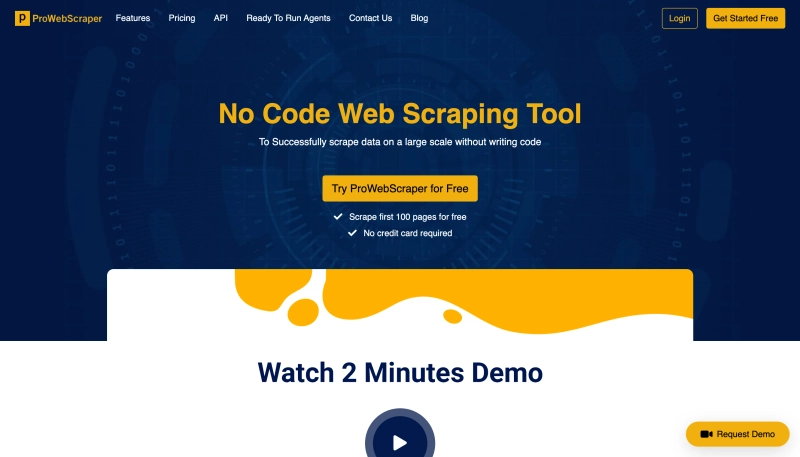 P ProWebScraper
Features
Pricing
API
Ready To Run Agents
Contact Us
Blog
Login
Get Started Free
No Code Web Scraping Tool
To Successfully scrape data on a large scale without writing code
Try ProWebScraper for Free
Scrape first 100 pages for free
No credit card required
Watch 2 Minutes Demo
Request Demo